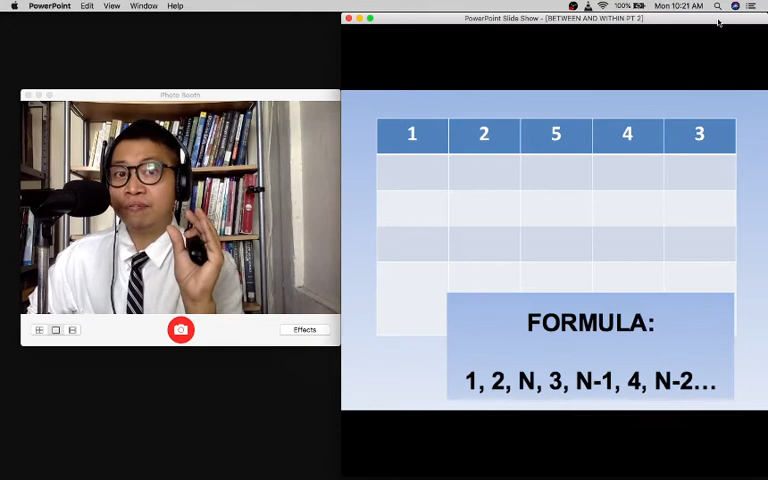 PowerPoint Edit View Window Help
100% Mon 10:21 AM
PowerPoint Slide Show - [BETWEEN AND WITHIN PT 2]
Photo Booth
1 2 5 4 3
FORMULA:
1, 2, N, 3, N-1, 4, N-2...
Effects